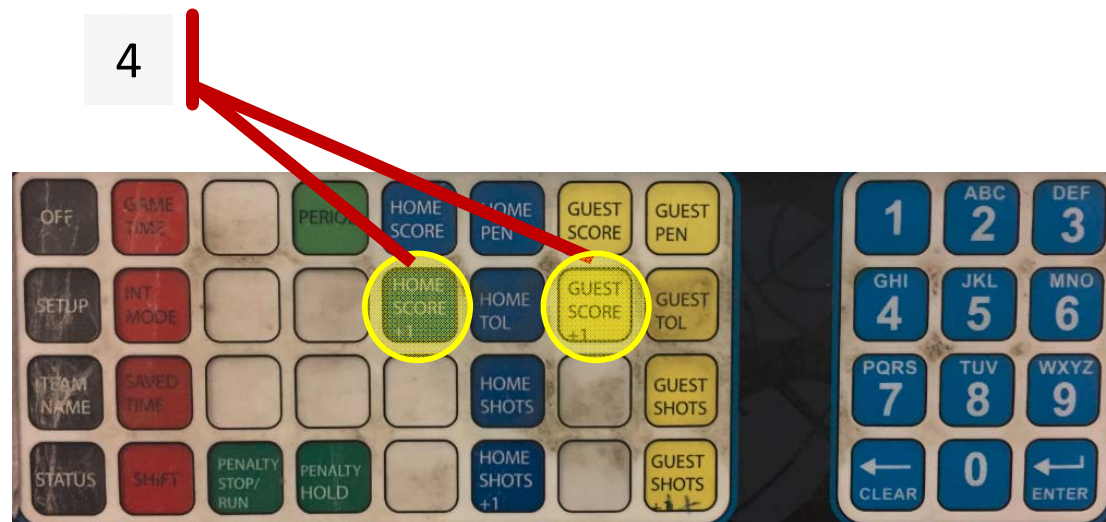 4
OFF
GAME
TIME
PERIOD
HOME
SCORE
HOME
PEN
GUEST
SCORE
GUEST
PEN
1
ABC
2
DEF
3
SETUP
INT
MODE
HOME
SCORE
+1
HOME
TOL
GUEST
SCORE
+1
GUEST
TOL
GHI
4
JKL
5
MNO
6
TEAM
NAME
SAVED
TIME
HOME
SHOTS
GUEST
SHOTS
PQRS
7
TUV
8
WXYZ
9
STATUS
SHIFT
PENALTY
STOP/
RUN
PENALTY
HOLD
HOME
SHOTS
+1
GUEST
SHOTS
+1
CLEAR
0
ENTER